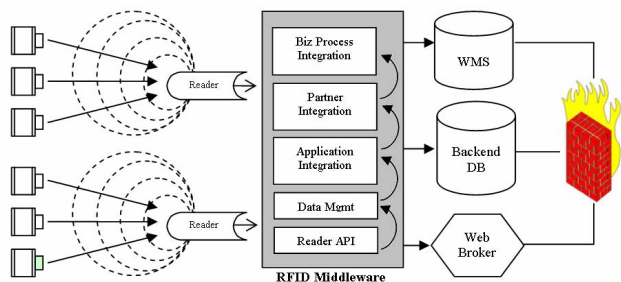 Reader
Reader
Biz Process
Integration
Partner
Integration
Application
Integration
Data Mgmt
Reader API
RFID Middleware
WMS
Backend
DB
Web
Broker